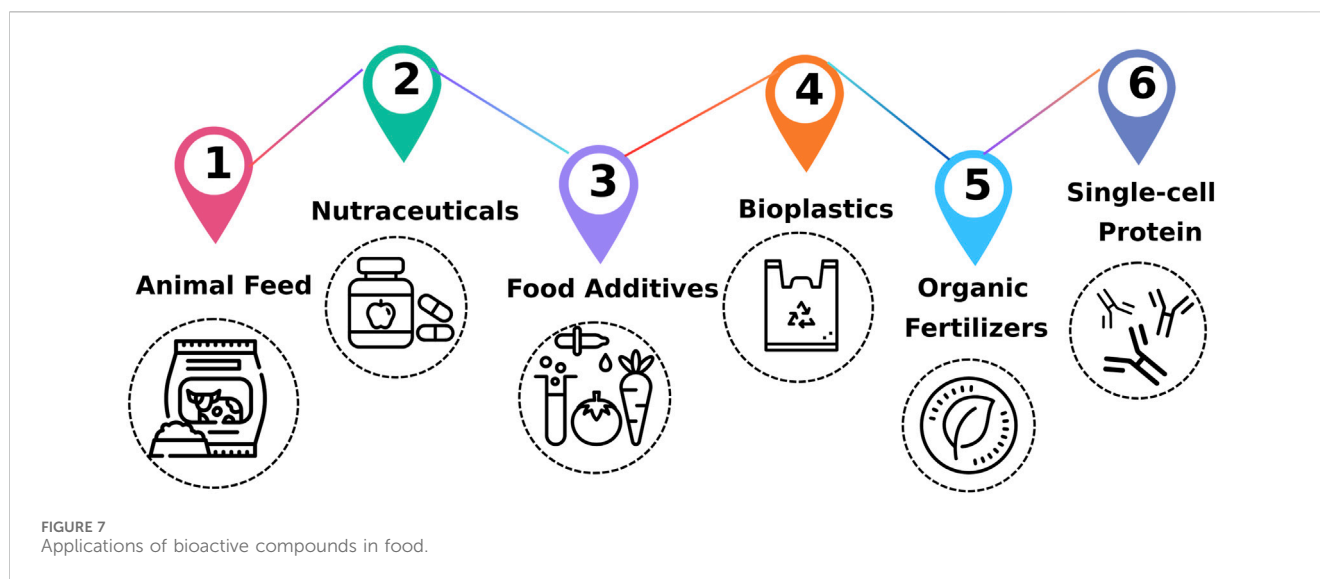 1
Animal Feed
2
Nutraceuticals
3
Food Additives
4
Bioplastics
5
Organic
Fertilizers
6
Single-cell
Protein
FIGURE 7
Applications of bioactive compounds in food.